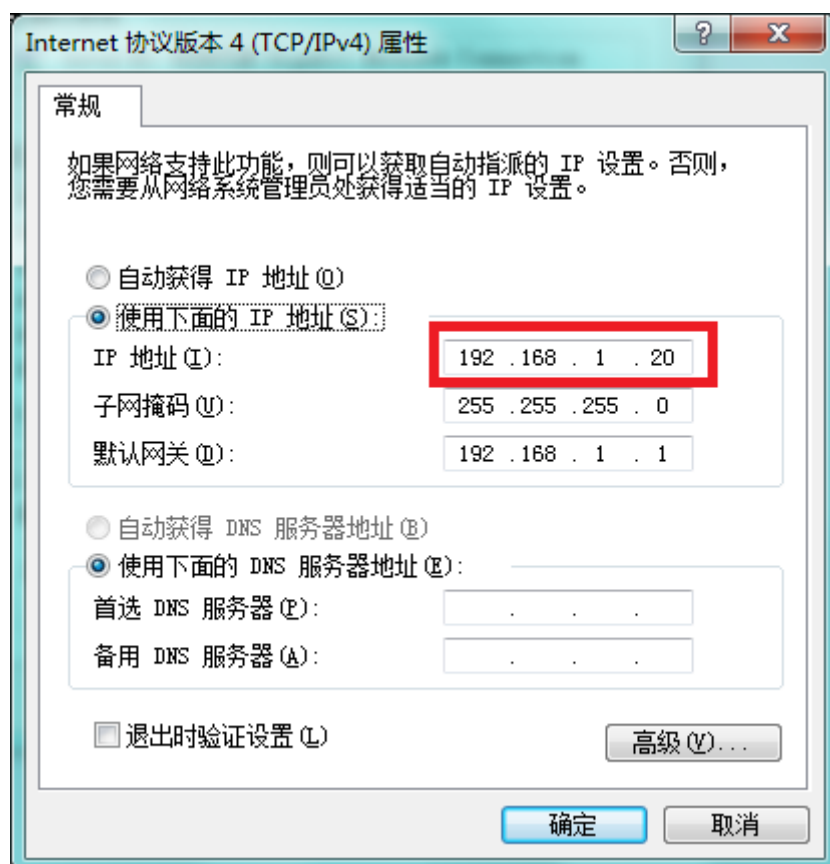 Internet 协议版本 4 (TCP/IPv4) 属性
常规
如果网络支持此功能，则可以获取自动指派的 IP 设置。否则，
您需要从网络系统管理员处获得适当的 IP 设置。
自动获得 IP 地址(O)
使用下面的 IP 地址(S):
IP 地址(I): 192 .168 . 1 . 20
子网掩码(U): 255 .255 .255 . 0
默认网关(D): 192 .168 . 1 . 1
自动获得 DNS 服务器地址(B)
使用下面的 DNS 服务器地址(E):
首选 DNS 服务器(P): . . .
备用 DNS 服务器(A): . . .
退出时验证设置(L)
高级(V)...
确定 取消